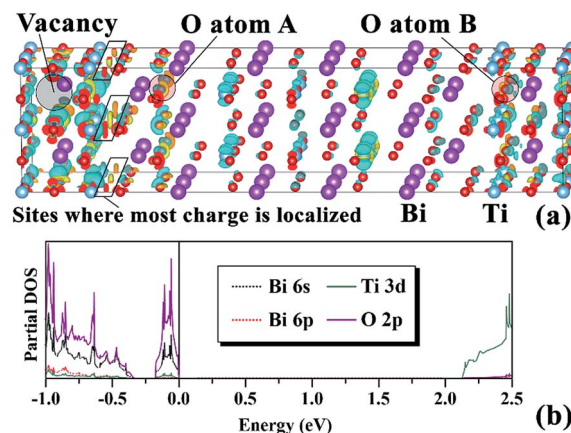 Vacancy O atom A O atom B
Sites where most charge is localized Bi Ti (a)
Partial DOS
Bi 6s Ti 3d
Bi 6p O 2p
-1.0 -0.5 0.0 0.5 1.0 1.5 2.0 2.5
Energy (eV) (b)